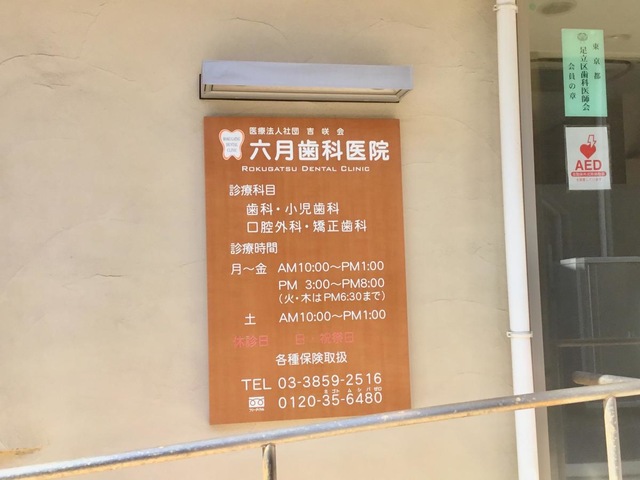 医療法人社団 吉咲会
ROKUGATSU DENTAL CLINIC
六月歯科医院
ROKUGATSU DENTAL CLINIC
診療科目
歯科・小児歯科
口腔外科・矯正歯科
診療時間
月～金 AM10:00～PM1:00
PM 3:00～PM8:00
(火・木はPM6:30まで)
土 AM10:00～PM1:00
休診日 日・祝祭日
各種保険取扱
TEL 03-3859-2516
0120-35-6480
東京都
足立区歯科医師会
会員の章
AED